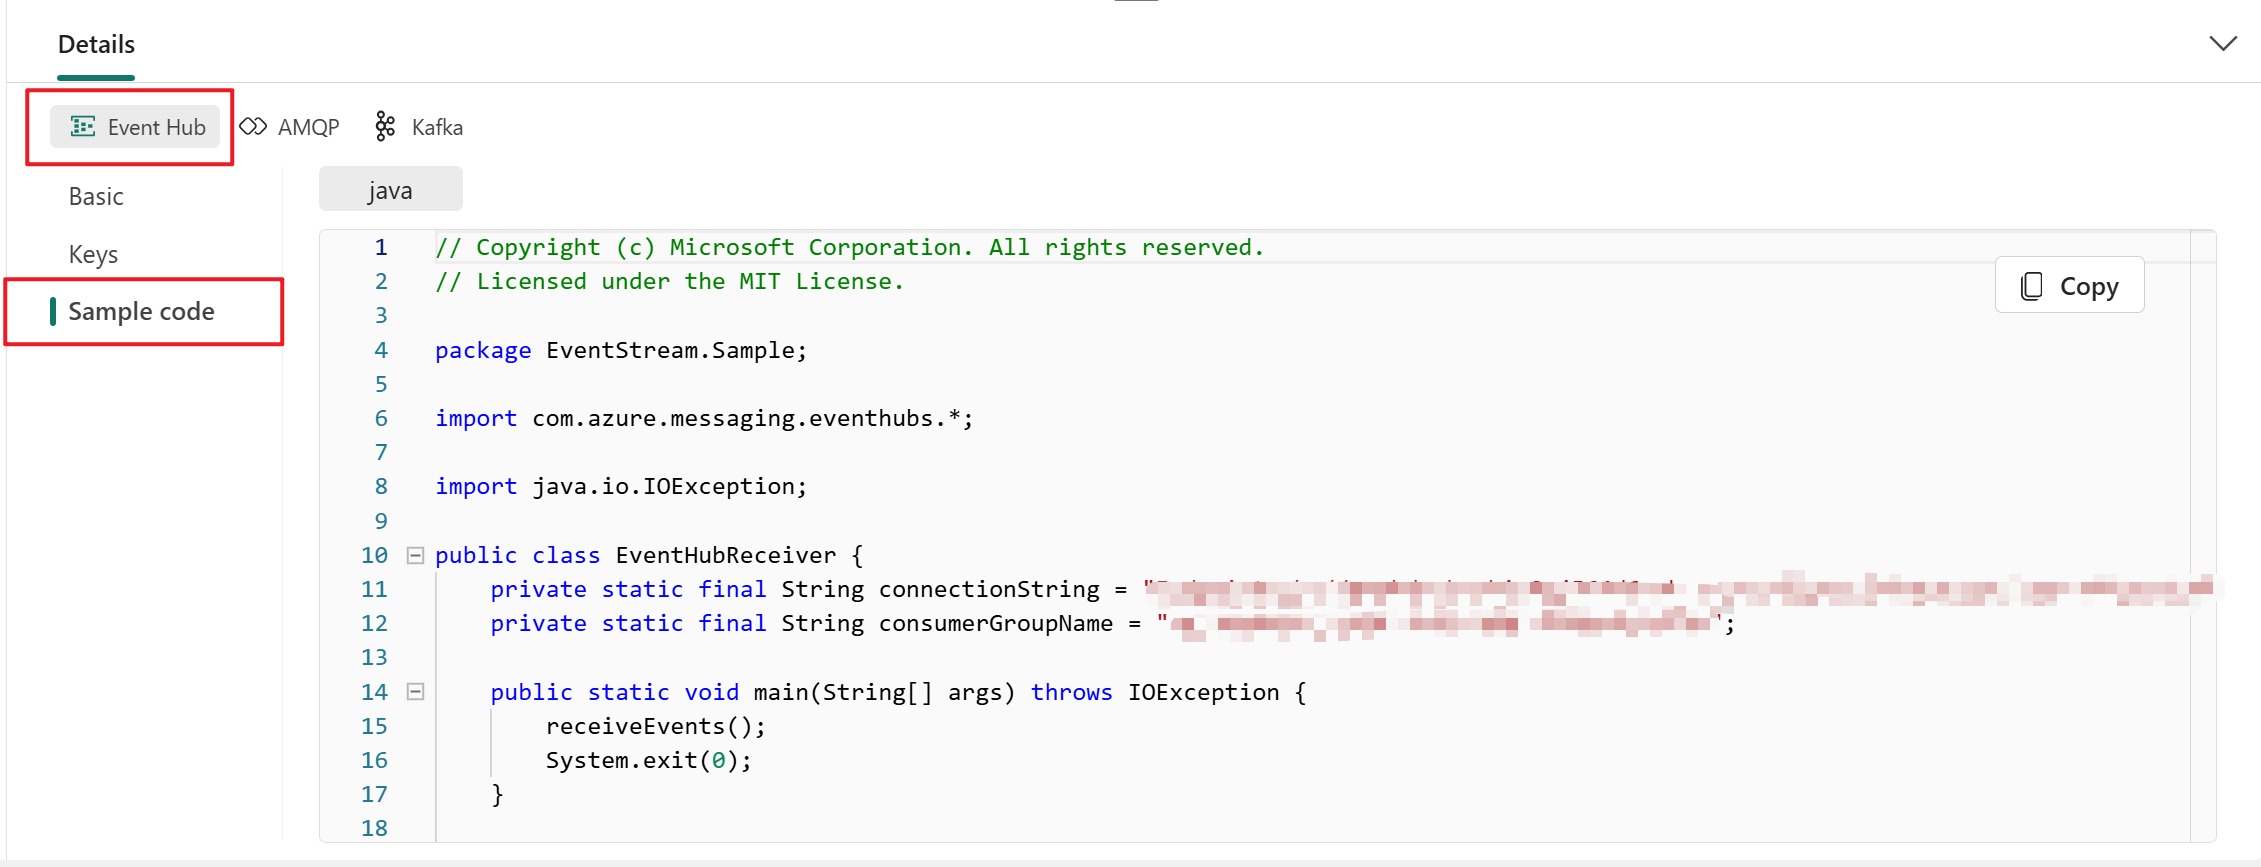 Details
Event Hub AMQP Kafka
Basic
Keys
Sample code
java
Copy
1 // Copyright (c) Microsoft Corporation. All rights reserved.
2 // Licensed under the MIT License.
3
4 package EventStream.Sample;
5
6 import com.azure.messaging.eventhubs.*;
7
8 import java.io.IOException;
9
10 public class EventHubReceiver {
11 private static final String connectionString = "
12 private static final String consumerGroupName = " ";
13
14 public static void main(String[] args) throws IOException {
15 receiveEvents();
16 System.exit(0);
17 }
18